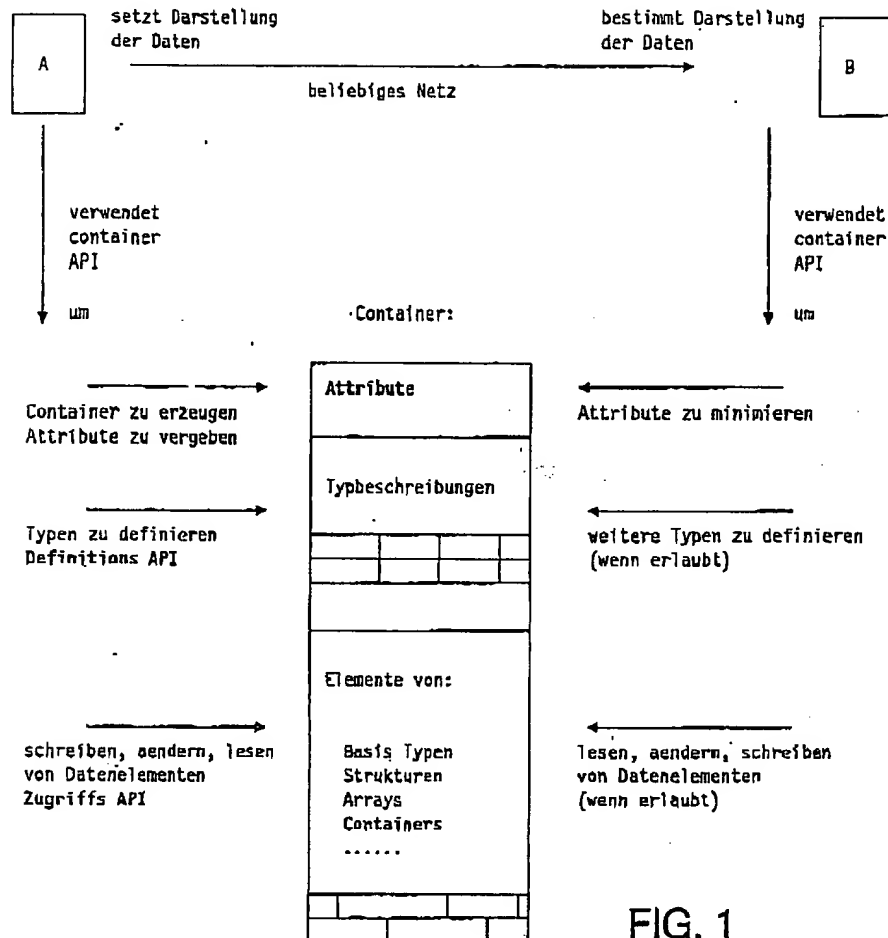 setzt Darstellung
der Daten
bestimmt Darstellung
der Daten
A
B
beliebiges Netz
verwendet
container
API
um
verwendet
container
API
um
Container:
Attribute
Container zu erzeugen
Attribute zu vergeben
Attribute zu minimieren
Typbeschreibungen
Typen zu definieren
Definitions API
weitere Typen zu definieren
(wenn erlaubt)
Elemente von:
Basis Typen
Strukturen
Arrays
Containers
......
schreiben, aendern, lesen
von Datenelementen
Zugriffs API
lesen, aendern, schreiben
von Datenelementen
(wenn erlaubt)
FIG. 1